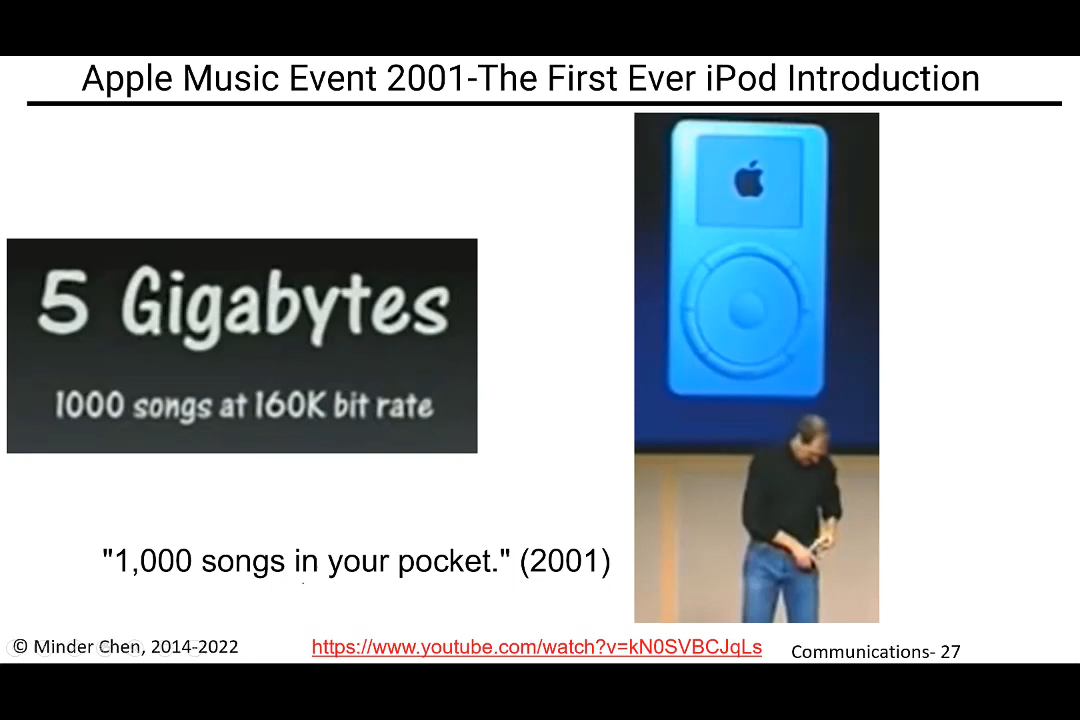 Apple Music Event 2001-The First Ever iPod Introduction
5 Gigabytes
1000 songs at 160K bit rate
"1,000 songs in your pocket." (2001)
© Minder Chen, 2014-2022
https://www.youtube.com/watch?v=kN0SVBCJqLs
Communications- 27